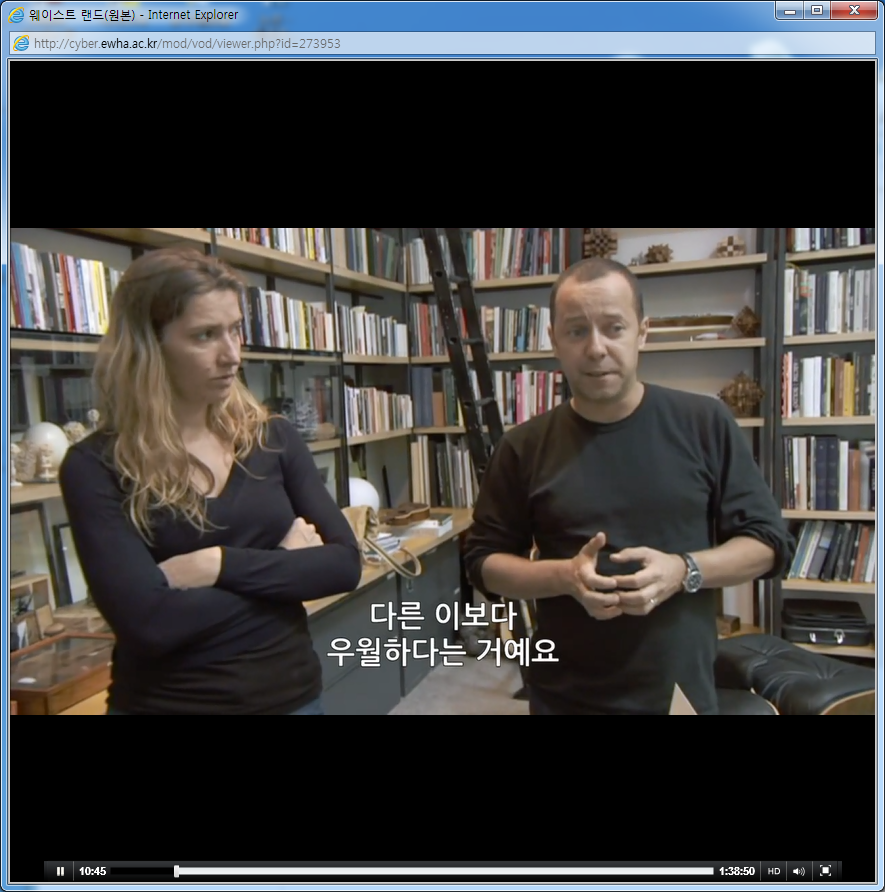 웨이스트 랜드(원본) - Internet Explorer
http://cyber.ewha.ac.kr/mod/vod/viewer.php?id=273953
다른 이보다
우월하다는 거예요
10:45
1:38:50
HD